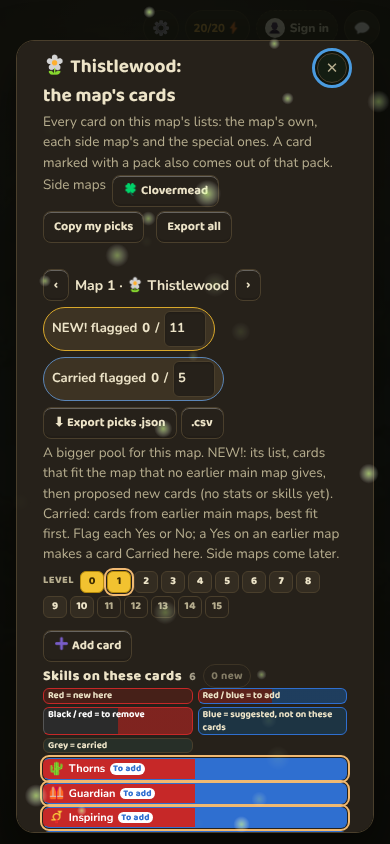 20/20
Sign in
Thistlewood:
the map's cards
Every card on this map's lists: the map's own,
each side map's and the special ones. A card
marked with a pack also comes out of that pack.
Side maps Clovermead
Copy my picks Export all
‹ Map 1 · Thistlewood ›
NEW! flagged 0 / 11
Carried flagged 0 / 5
⬇ Export picks .json .csv
A bigger pool for this map. NEW!: its list, cards
that fit the map that no earlier main map gives,
then proposed new cards (no stats or skills yet).
Carried: cards from earlier main maps, best fit
first. Flag each Yes or No; a Yes on an earlier map
makes a card Carried here. Side maps come later.
LEVEL 0 1 2 3 4 5 6 7 8
9 10 11 12 13 14 15
Add card
Skills on these cards 6 0 new
Red = new here
Red / blue = to add
Black / red = to remove
Blue = suggested, not on these
cards
Grey = carried
Thorns To add
Guardian To add
Inspiring To add